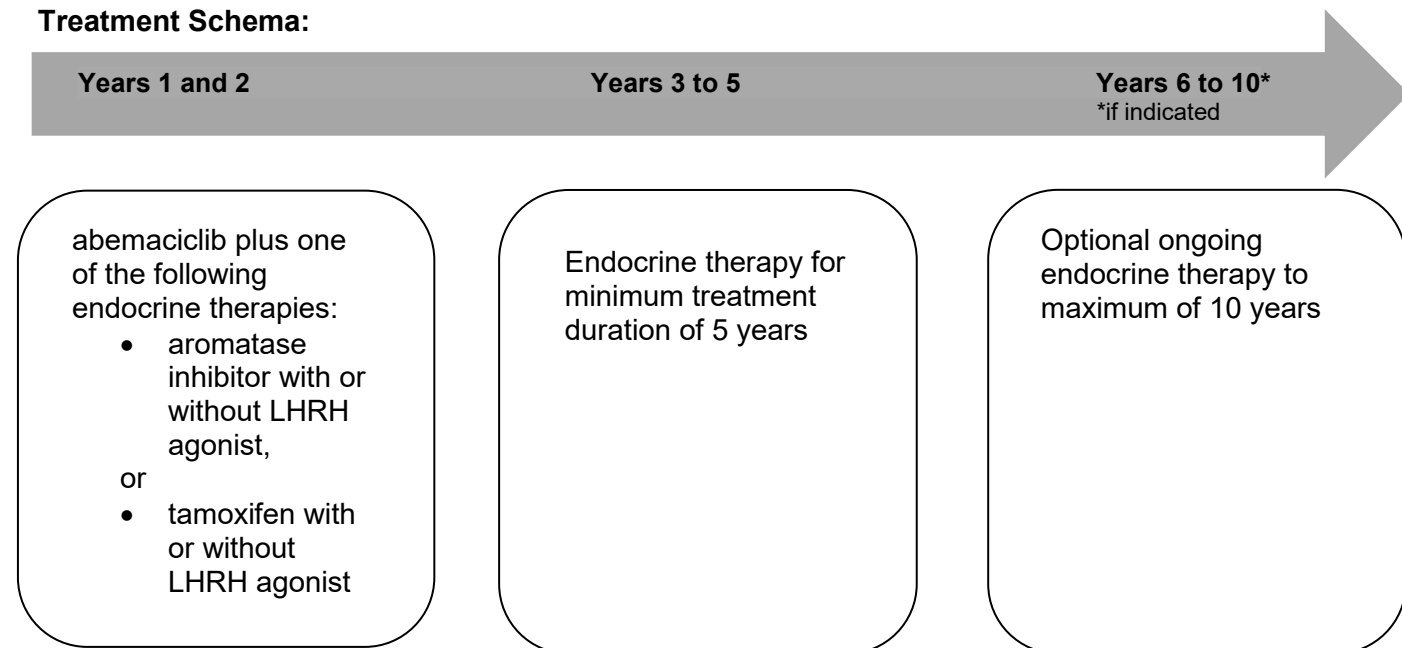 Treatment Schema:
Years 1 and 2
Years 3 to 5
Years 6 to 10*
*if indicated
abemaciclib plus one
of the following
endocrine therapies:
• aromatase
inhibitor with or
without LHRH
agonist,
or
• tamoxifen with
or without
LHRH agonist
Endocrine therapy for
minimum treatment
duration of 5 years
Optional ongoing
endocrine therapy to
maximum of 10 years